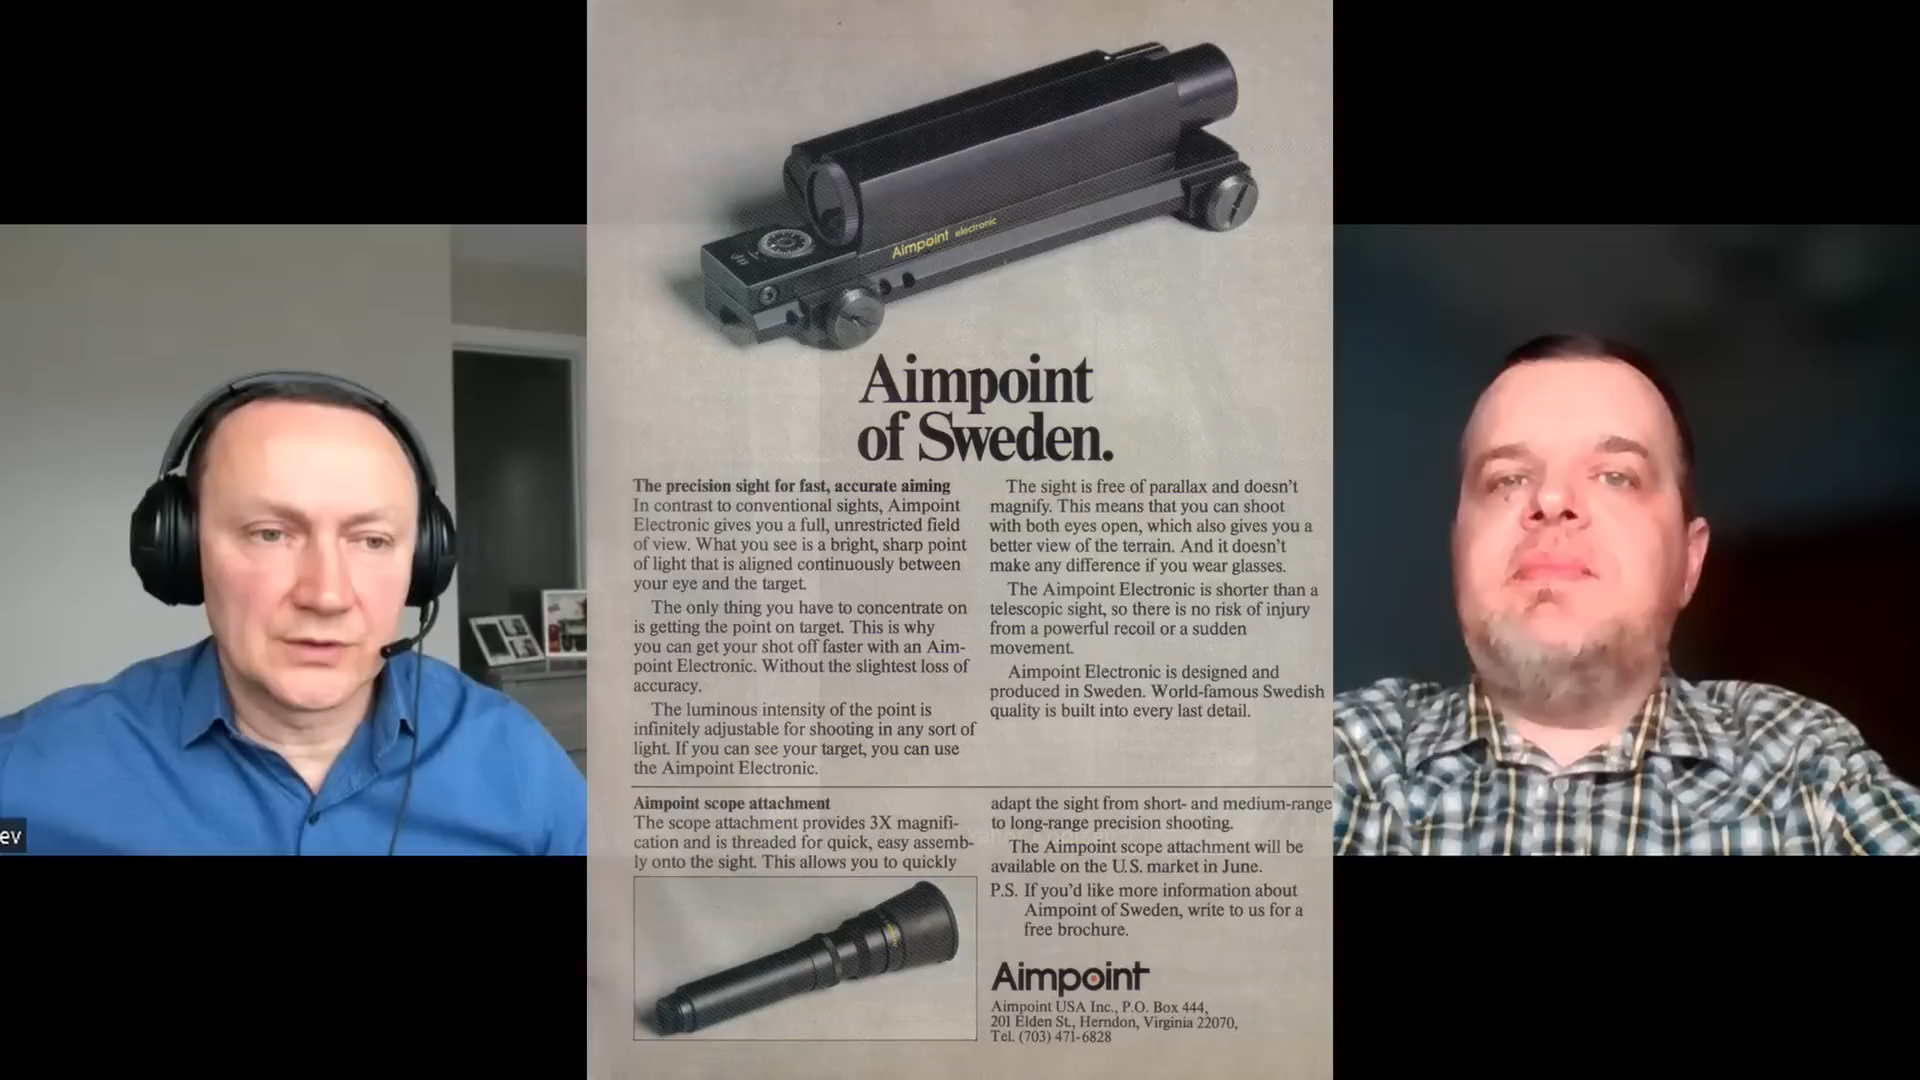 Aimpoint electronic
Aimpoint
of Sweden.
The precision sight for fast, accurate aiming
In contrast to conventional sights, Aimpoint
Electronic gives you a full, unrestricted field
of view. What you see is a bright, sharp point
of light that is aligned continuously between
your eye and the target.
The only thing you have to concentrate on
is getting the point on target. This is why
you can get your shot off faster with an Aim-
point Electronic. Without the slightest loss of
accuracy.
The luminous intensity of the point is
infinitely adjustable for shooting in any sort of
light. If you can see your target, you can use
the Aimpoint Electronic.
The sight is free of parallax and doesn't
magnify. This means that you can shoot
with both eyes open, which also gives you a
better view of the terrain. And it doesn't
make any difference if you wear glasses.
The Aimpoint Electronic is shorter than a
telescopic sight, so there is no risk of injury
from a powerful recoil or a sudden
movement.
Aimpoint Electronic is designed and
produced in Sweden. World-famous Swedish
quality is built into every last detail.
Aimpoint scope attachment
The scope attachment provides 3X magnifi-
cation and is threaded for quick, easy assemb-
ly onto the sight. This allows you to quickly
adapt the sight from short- and medium-range
to long-range precision shooting.
The Aimpoint scope attachment will be
available on the U.S. market in June.
P.S. If you'd like more information about
Aimpoint of Sweden, write to us for a
free brochure.
Aimpoint
Aimpoint USA Inc., P.O. Box 444,
201 Elden St., Herndon, Virginia 22070,
Tel. (703) 471-6828
ev